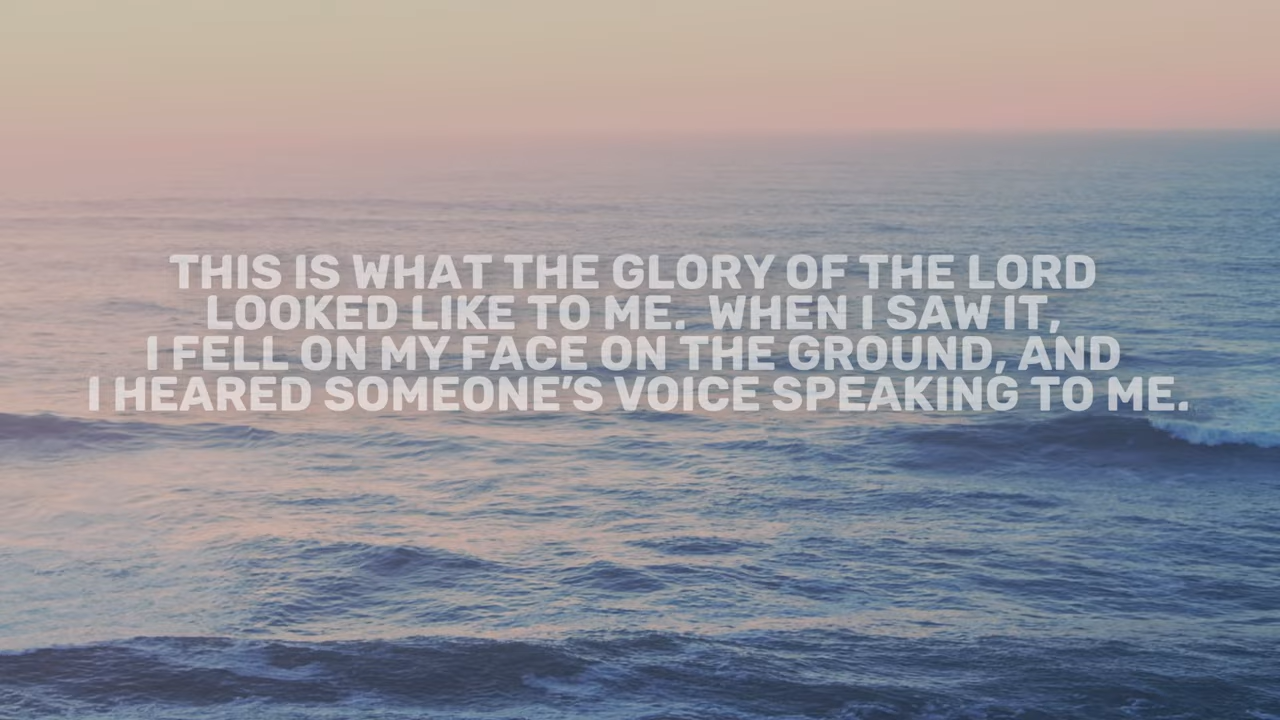 THIS IS WHAT THE GLORY OF THE LORD
LOOKED LIKE TO ME. WHEN I SAW IT,
I FELL ON MY FACE ON THE GROUND, AND
I HEARED SOMEONE’S VOICE SPEAKING TO ME.